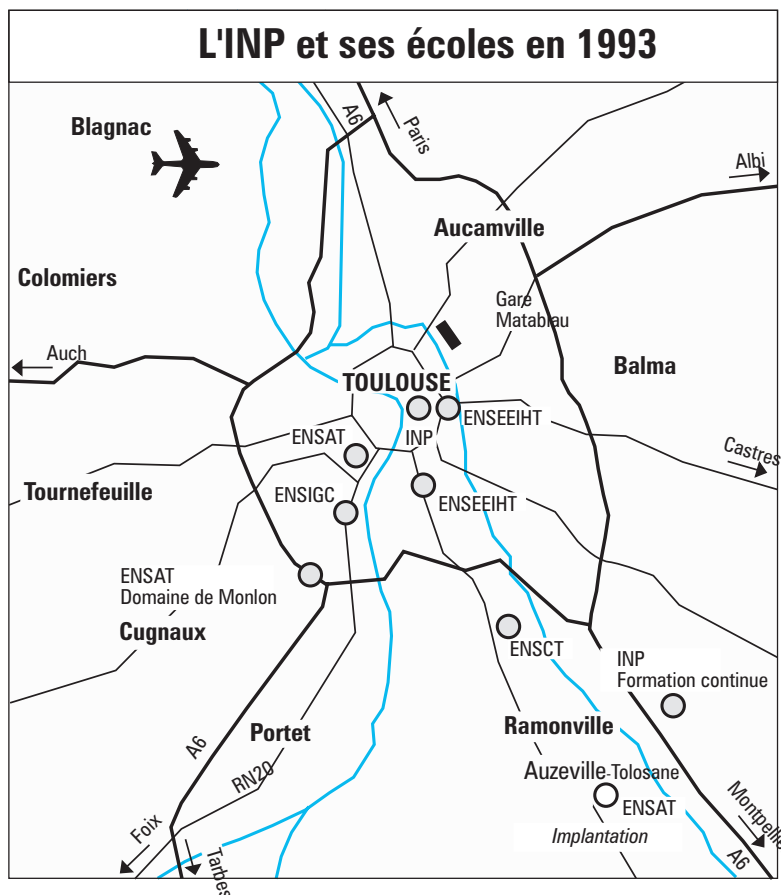 L'INP et ses écoles en 1993
Blagnac
A6
Paris
Albi
Aucamville
Colomiers
Gare
Matabiau
Auch
Balma
TOULOUSE
ENSEEIHT
INP
ENSAT
Castres
Tournefeuille
ENSIGC
ENSEEIHT
ENSAT
Domaine de Monlon
Cugnaux
ENSCT
INP
Formation continue
Portet
Ramonville
A6
RN20
Auzeville-Tolosane
ENSAT
Implantation
Montpellier
Foix
Tarbes
A6